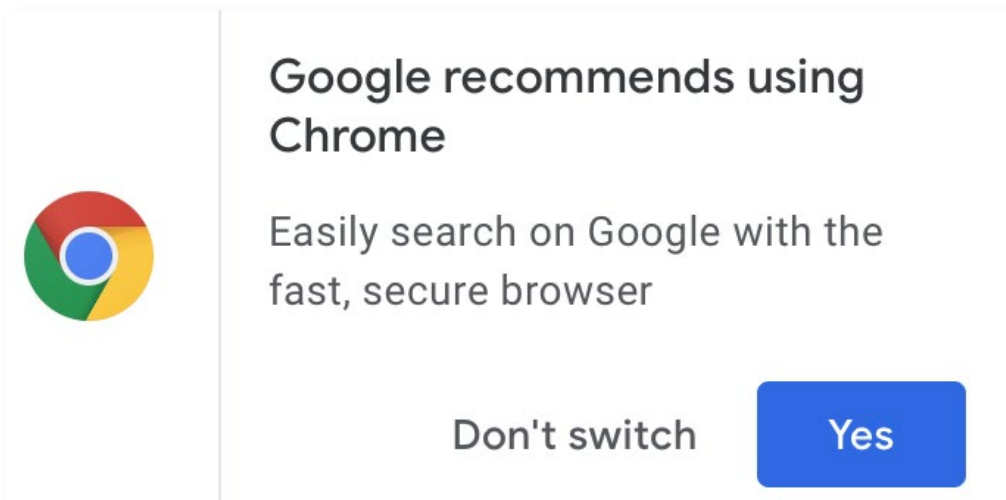 Google recommends using
Chrome
Easily search on Google with the
fast, secure browser
Don't switch
Yes